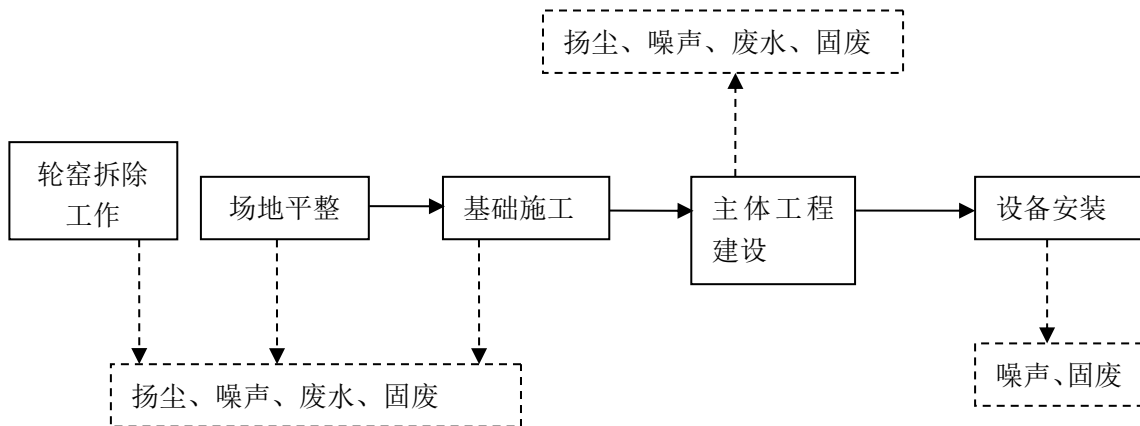 扬尘、噪声、废水、固废
轮窑拆除
工作
场地平整
基础施工
主体工程
建设
设备安装
扬尘、噪声、废水、固废
噪声、固废